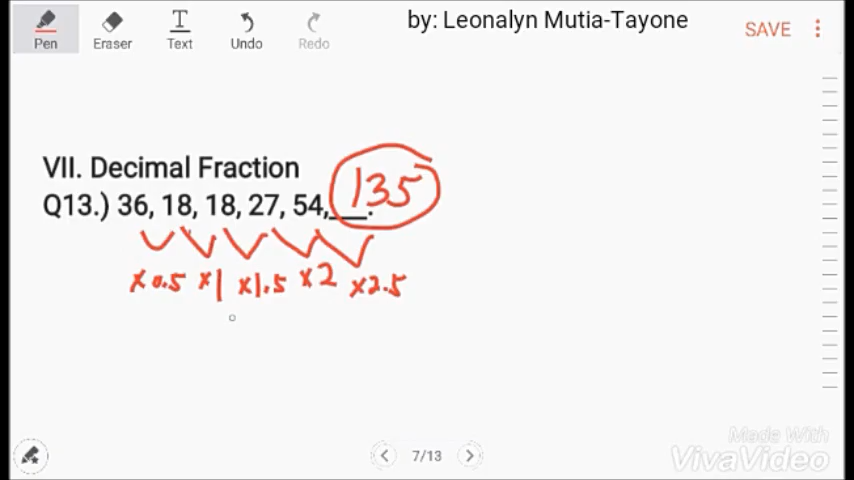 by: Leonalyn Mutia-Tayone
Pen Eraser Text Undo Redo SAVE
VII. Decimal Fraction
Q13.) 36, 18, 18, 27, 54,___. 135
x0.5 x1 x1.5 x2 x2.5
7/13
Made With
VivaVideo